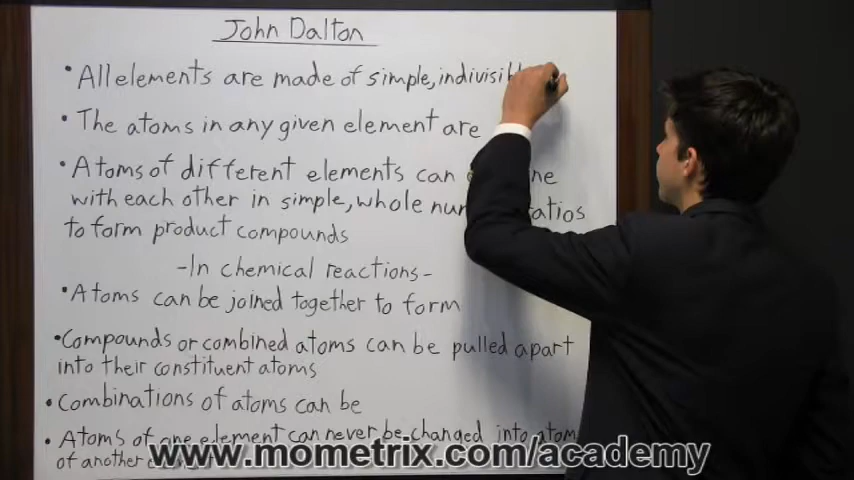 John Dalton
• All elements are made of simple, indivisib
• The atoms in any given element are
• Atoms of different elements can
with each other in simple, whole ratios
to form product compounds
-In chemical reactions-
• Atoms can be joined together to form
• Compounds or combined atoms can be pulled apart
into their constituent atoms
• Combinations of atoms can be
• Atoms of one element can never be changed into atom
of another
www.mometrix.com/academy